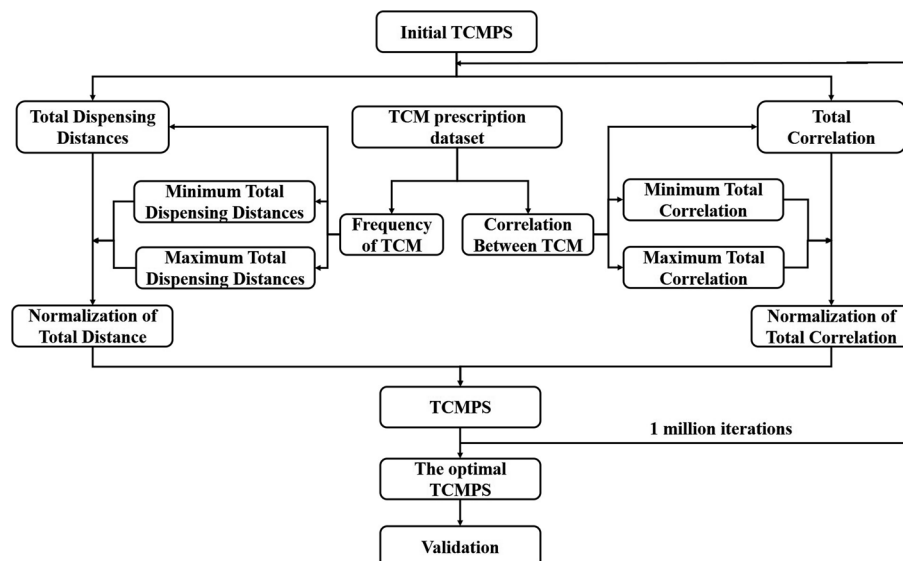 Initial TCMPS
Total Dispensing
Distances
TCM prescription
dataset
Total
Correlation
Minimum Total
Dispensing Distances
Maximum Total
Dispensing Distances
Frequency
of TCM
Correlation
Between TCM
Minimum Total
Correlation
Maximum Total
Correlation
Normalization of
Total Distance
Normalization of
Total Correlation
TCMPS
1 million iterations
The optimal
TCMPS
Validation